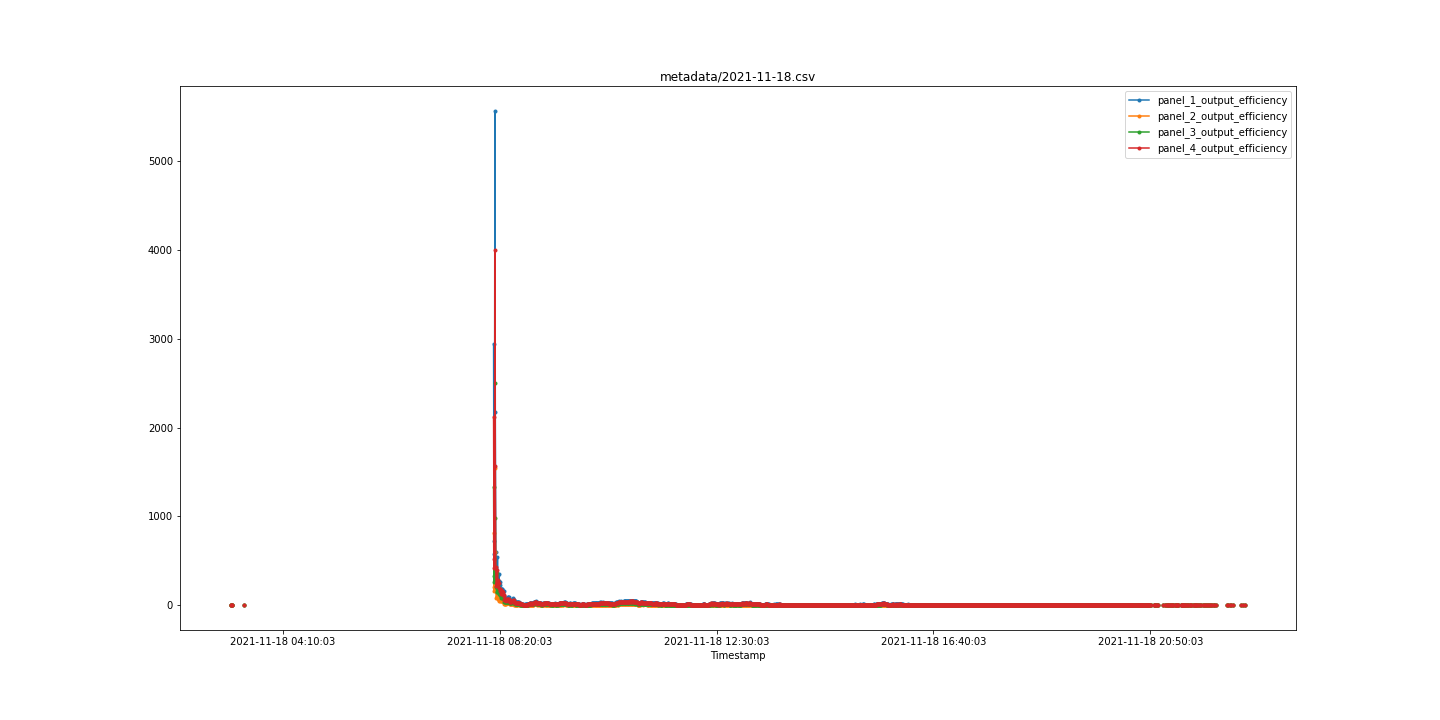 metadata/2021-11-18.csv
panel_1_output_efficiency
panel_2_output_efficiency
panel_3_output_efficiency
panel_4_output_efficiency
5000
4000
3000
2000
1000
0
2021-11-18 04:10:03
2021-11-18 08:20:03
2021-11-18 12:30:03
2021-11-18 16:40:03
2021-11-18 20:50:03
Timestamp